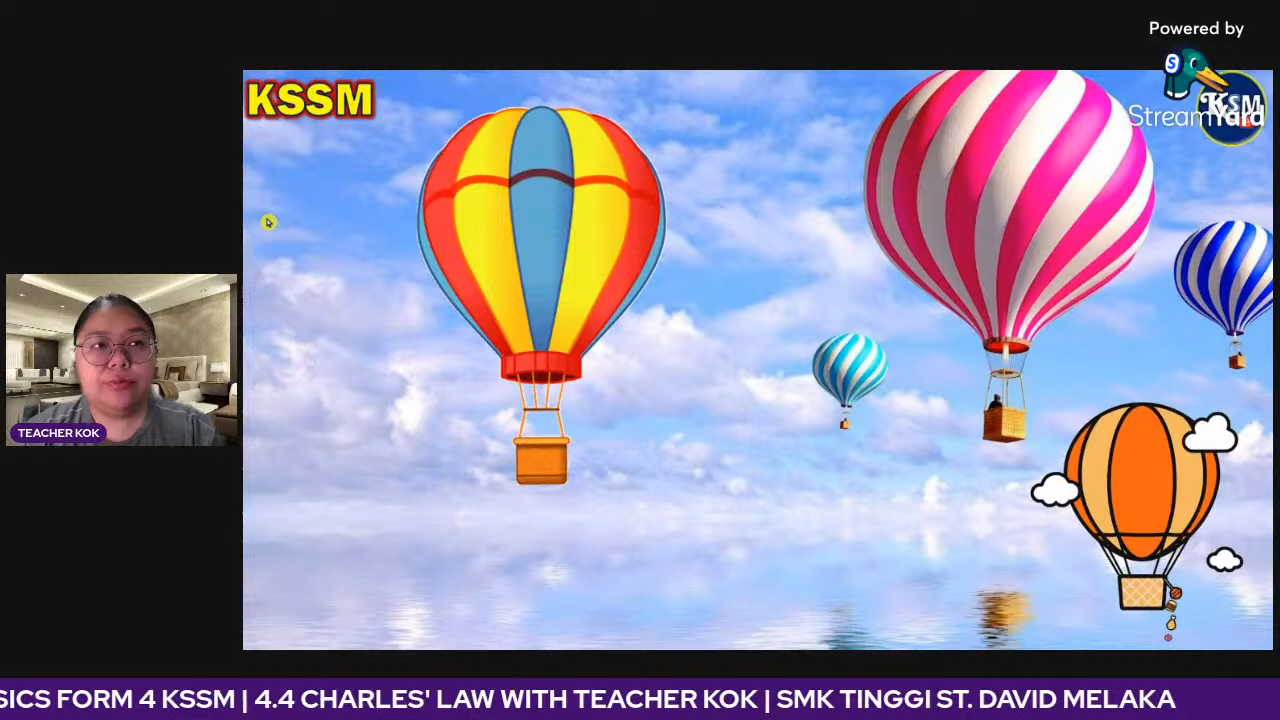 Powered by
KSSM
S
StreamYard
KSM
TEACHER KOK
SICS FORM 4 KSSM | 4.4 CHARLES' LAW WITH TEACHER KOK | SMK TINGGI ST. DAVID MELAKA